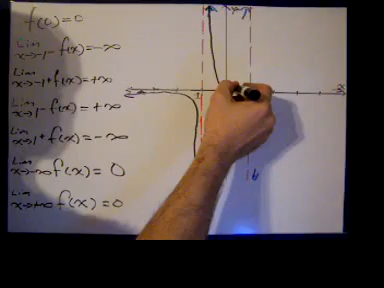 f(0)=0
Lim x→-1- f(x)=-∞
Lim x→-1+ f(x)=+∞
Lim x→1- f(x)=+∞
Lim x→1+ f(x)=-∞
Lim x→-∞ f(x)=0
Lim x→+∞ f(x)=0